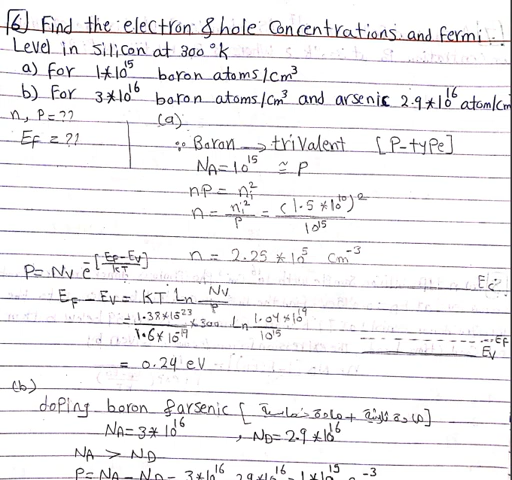 6 Find the electron & hole Concentrations and fermi
Level in silicon at 300 °K
a) for 1*10^15 boron atoms/cm^3
b) For 3*10^16 boron atoms/cm^3 and arsenic 2.9*10^16 atom/cm
n, P = ??
EF = ?!
(a)
∵ Boron → trivalent [P-type]
NA = 10^15 ≅ P
nP = ni^2
n = ni^2/P = (1.5*10^10)^2/10^15
n = 2.25 * 10^5 cm^-3
P = Nv e^-[EF-Ev/KT]
EF - Ev = KT Ln Nv/P
= 1.38*10^23/1.6*10^19 *300 Ln 1.04*10^19/10^15
= 0.24 eV
Ec
EF
Ev
(b)
doping boron & arsenic [مادة ثلاثية + مادة خماسية]
NA = 3*10^16 , ND = 2.9*10^16
NA > ND
P = NA - ND = 3*10^16 2.9*10^16 = 1*10^15 cm^-3